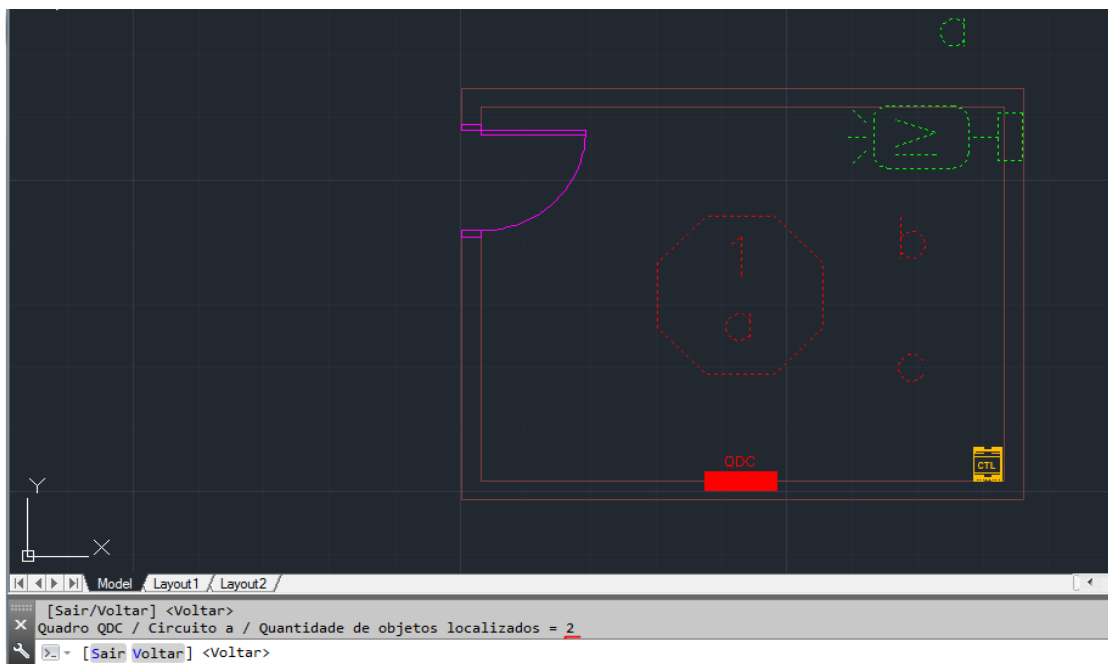 a
1
a
b
c
QDC
CTL
Y
X
Model Layout1 Layout2
[Sair/Voltar] <Voltar>
Quadro QDC / Circuito a / Quantidade de objetos localizados = 2
[Sair Voltar] <Voltar>